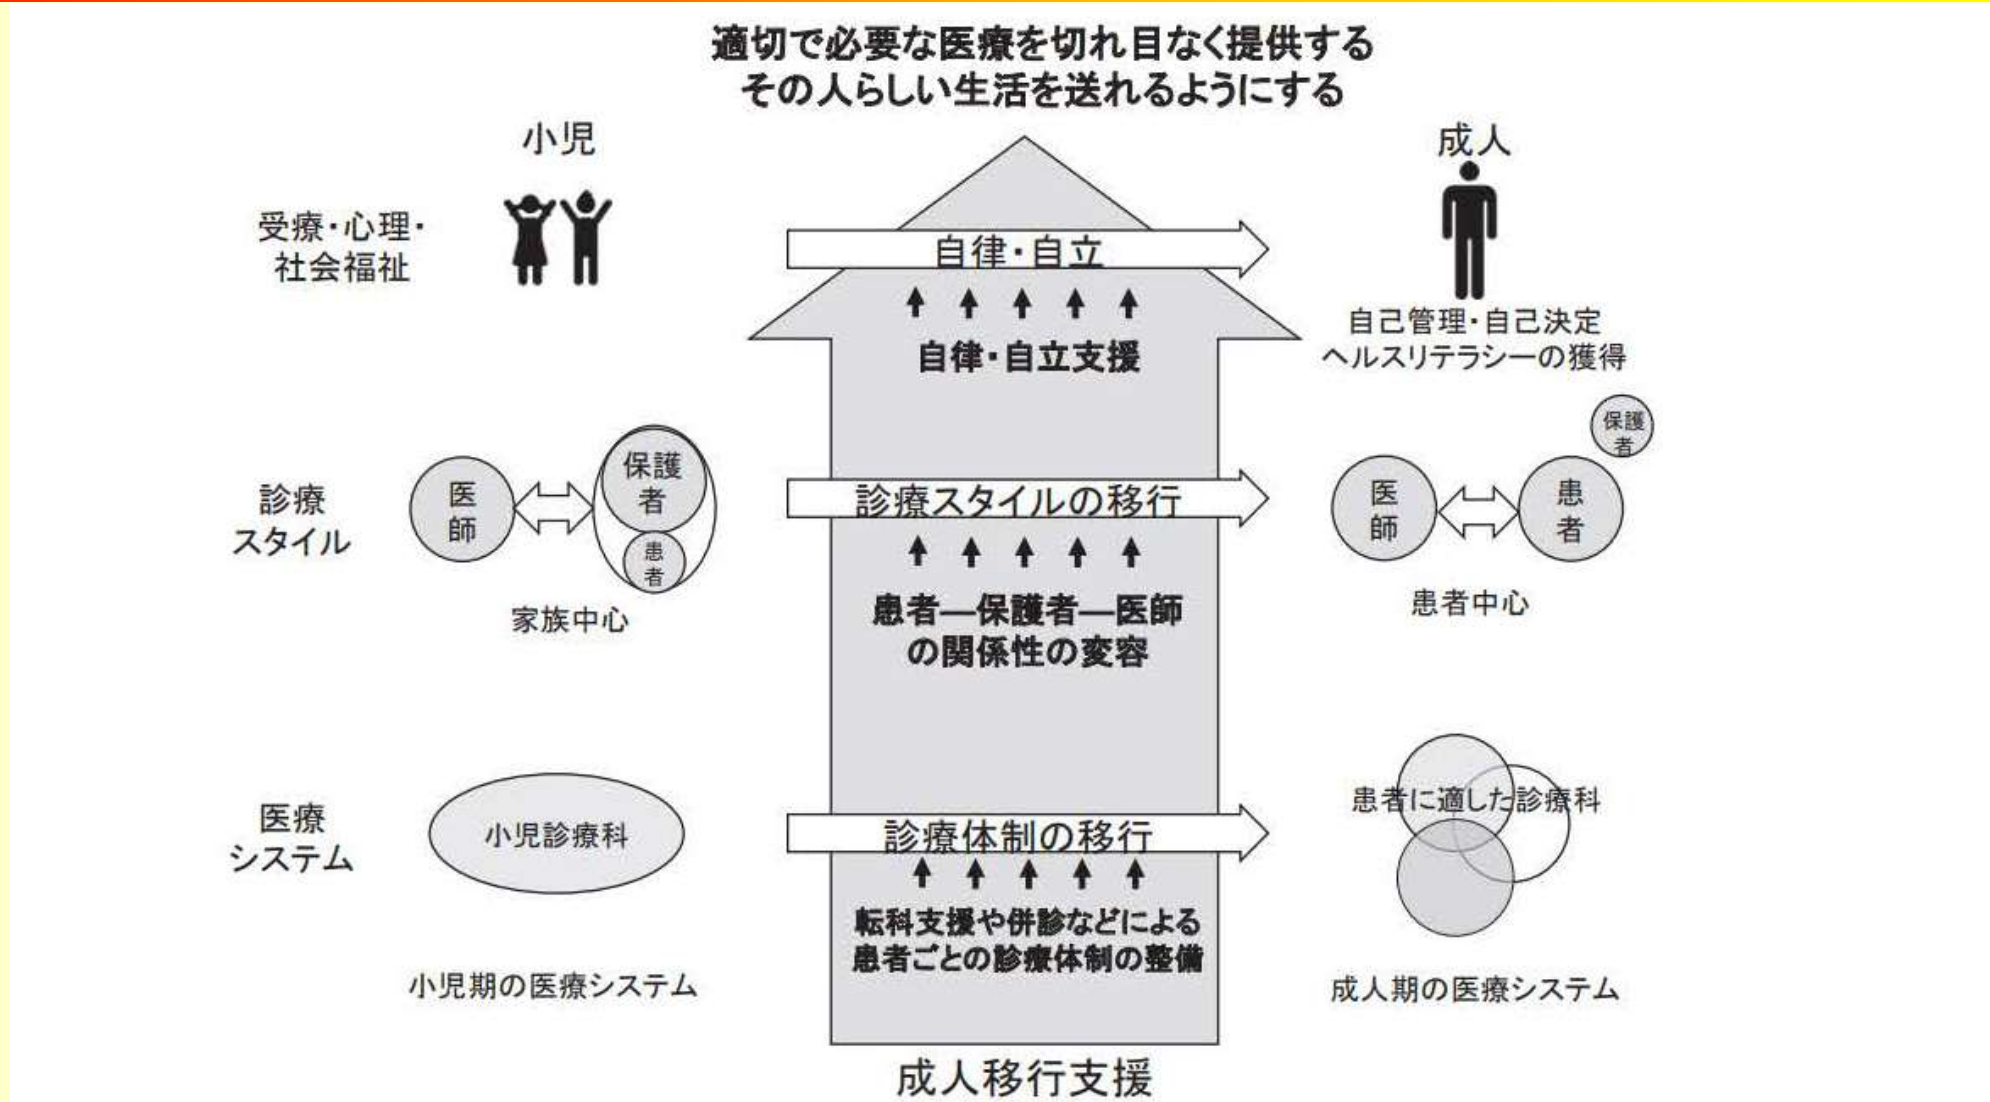 適切で必要な医療を切れ目なく提供する
その人らしい生活を送れるようにする
小児
成人
受療・心理・
社会福祉
自律・自立
自律・自立支援
自己管理・自己決定
ヘルスリテラシーの獲得
診療
スタイル
医
師
保護
者
患
者
家族中心
診療スタイルの移行
患者―保護者―医師
の関係性の変容
保護
者
医
師
患
者
患者中心
医療
システム
小児診療科
小児期の医療システム
診療体制の移行
転科支援や併診などによる
患者ごとの診療体制の整備
患者に適した診療科
成人期の医療システム
成人移行支援